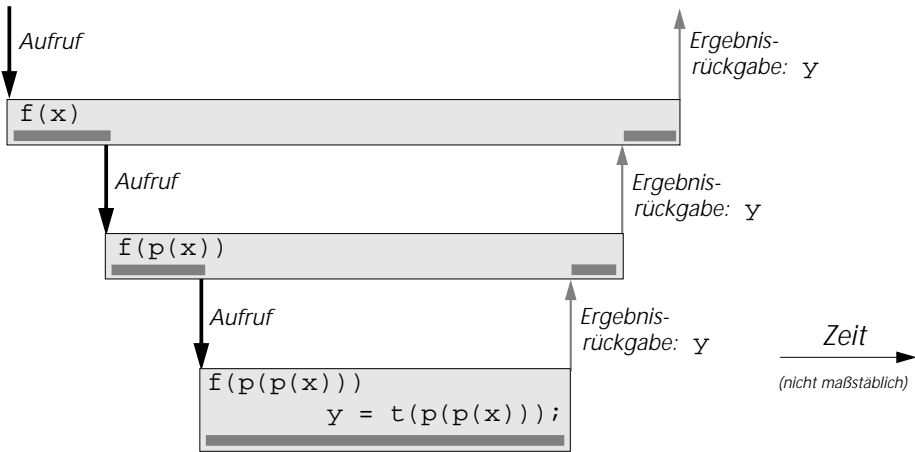 Aufruf
Ergebnis-
rückgabe: y
f(x)
Aufruf
Ergebnis-
rückgabe: y
f(p(x))
Aufruf
Ergebnis-
rückgabe: y
Zeit
(nicht maßstäblich)
f(p(p(x)))
y = t(p(p(x)));